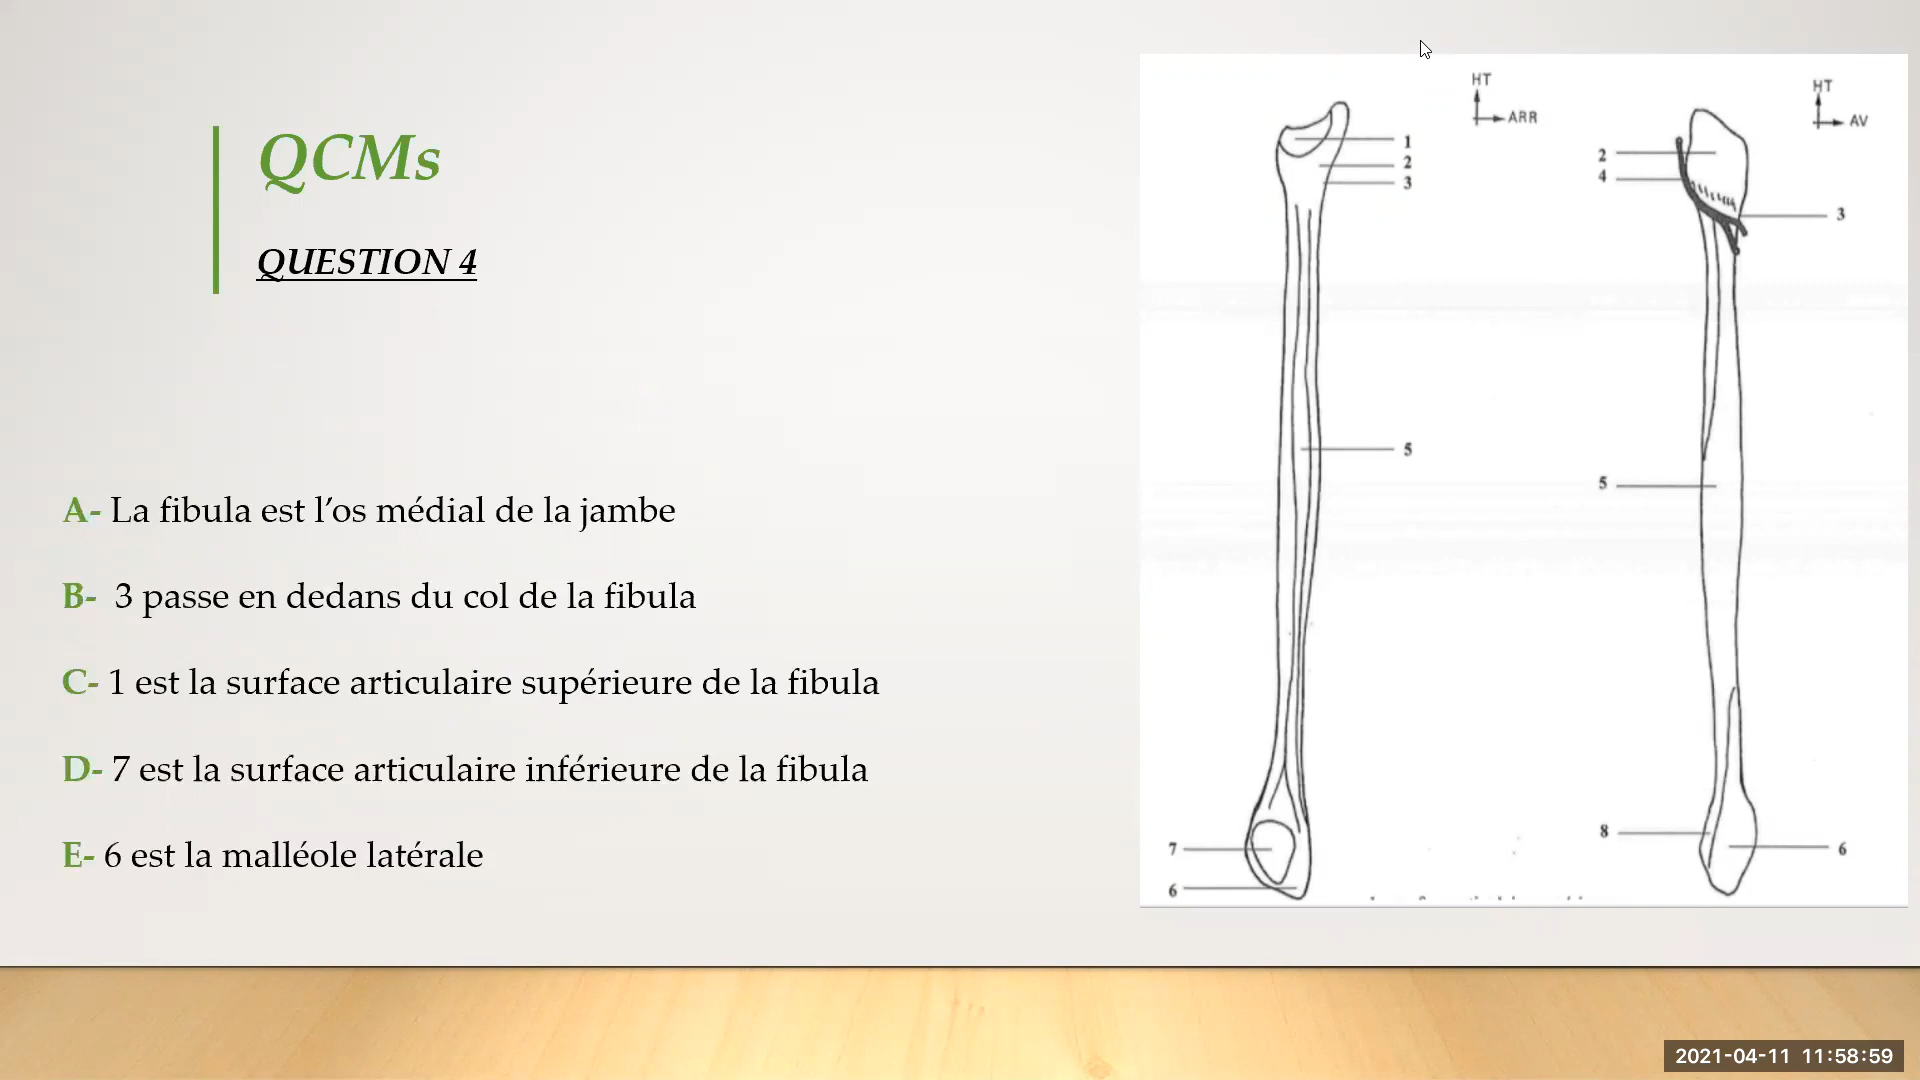 QCMs
QUESTION 4
A- La fibula est l’os médial de la jambe
B- 3 passe en dedans du col de la fibula
C- 1 est la surface articulaire supérieure de la fibula
D- 7 est la surface articulaire inférieure de la fibula
E- 6 est la malléole latérale
HT
ARR
1
2
3
5
7
6
HT
AV
2
4
3
5
8
6
2021-04-11 11:58:59